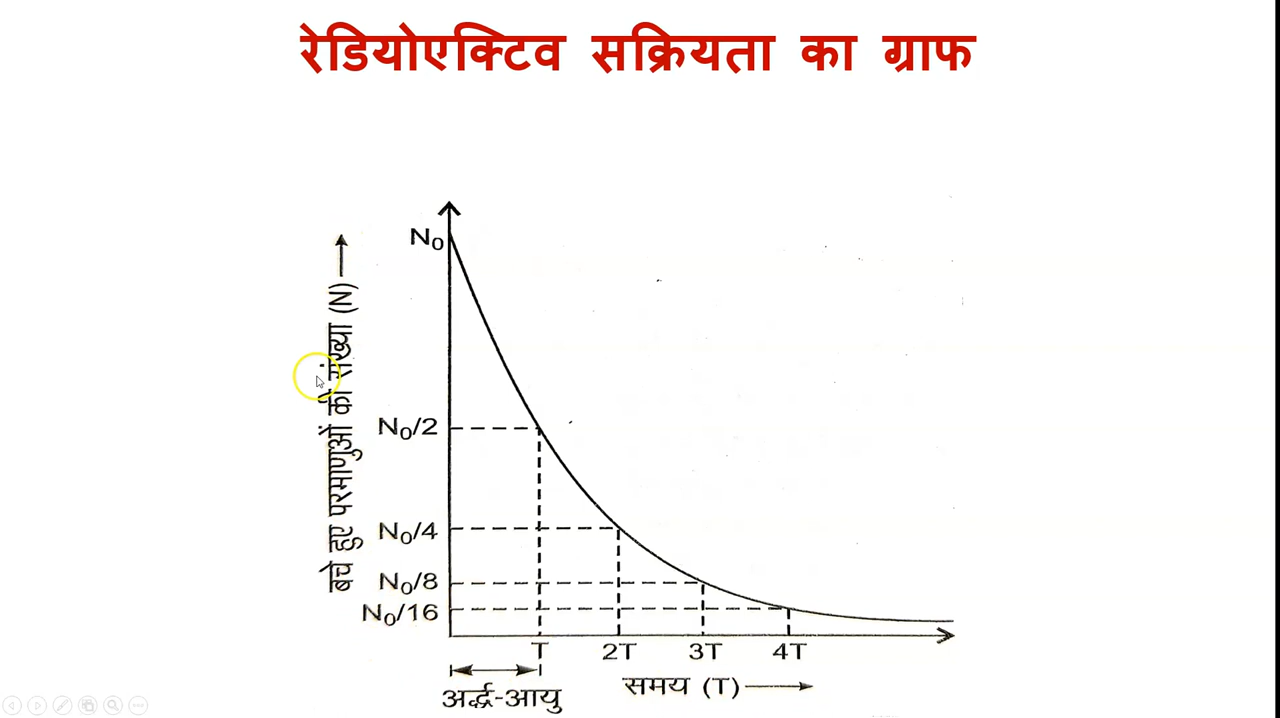 रेडियोएक्टिव सक्रियता का ग्राफ
बचे हुए परमाणुओं की संख्या (N)
N₀
N₀/2
N₀/4
N₀/8
N₀/16
T 2T 3T 4T
अर्द्ध-आयु
समय (T)